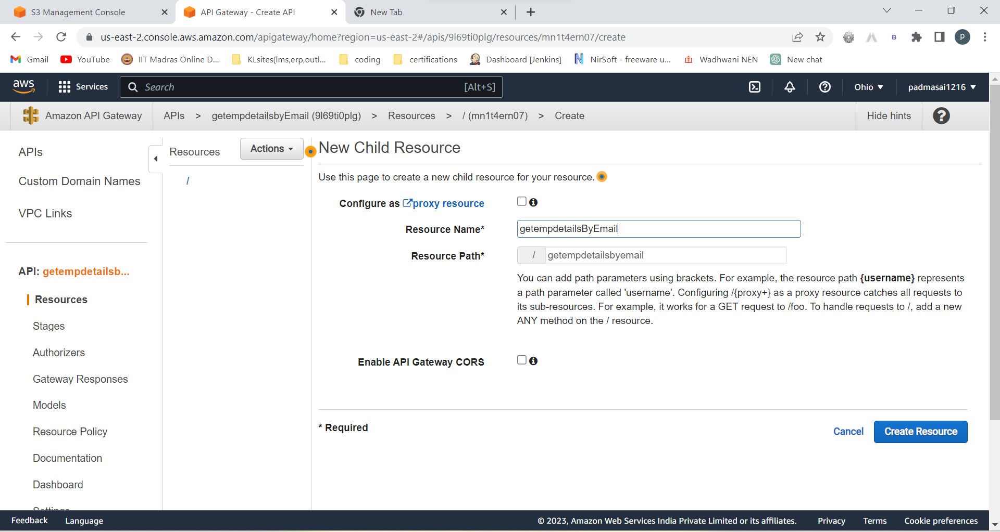 S3 Management Console
API Gateway - Create API
New Tab
us-east-2.console.aws.amazon.com/apigateway/home?region=us-east-2#/apis/9l69ti0plg/resources/mn1t4ern07/create
p
B
Gmail
YouTube
IIT Madras Online D...
KLsites(lms,erp,outl...
coding
certifications
Dashboard [Jenkins]
NirSoft - freeware u...
Wadhwani NEN
New chat
aws
Services
Search
[Alt+S]
Ohio
padmasai1216
Amazon API Gateway
APIs > getempdetailsbyEmail (9l69ti0plg) > Resources > / (mn1t4ern07) > Create
Hide hints
APIs
Custom Domain Names
VPC Links
API: getempdetailsb...
Resources
Stages
Authorizers
Gateway Responses
Models
Resource Policy
Documentation
Dashboard
Settings
Resources
Actions
/
New Child Resource
Use this page to create a new child resource for your resource.
Configure as proxy resource
Resource Name*
getempdetailsByEmail
Resource Path*
/ getempdetailsbyemail
You can add path parameters using brackets. For example, the resource path {username} represents
a path parameter called 'username'. Configuring /{proxy+} as a proxy resource catches all requests to
its sub-resources. For example, it works for a GET request to /foo. To handle requests to /, add a new
ANY method on the / resource.
Enable API Gateway CORS
* Required
Cancel
Create Resource
Feedback
Language
© 2023, Amazon Web Services India Private Limited or its affiliates.
Privacy
Terms
Cookie preferences